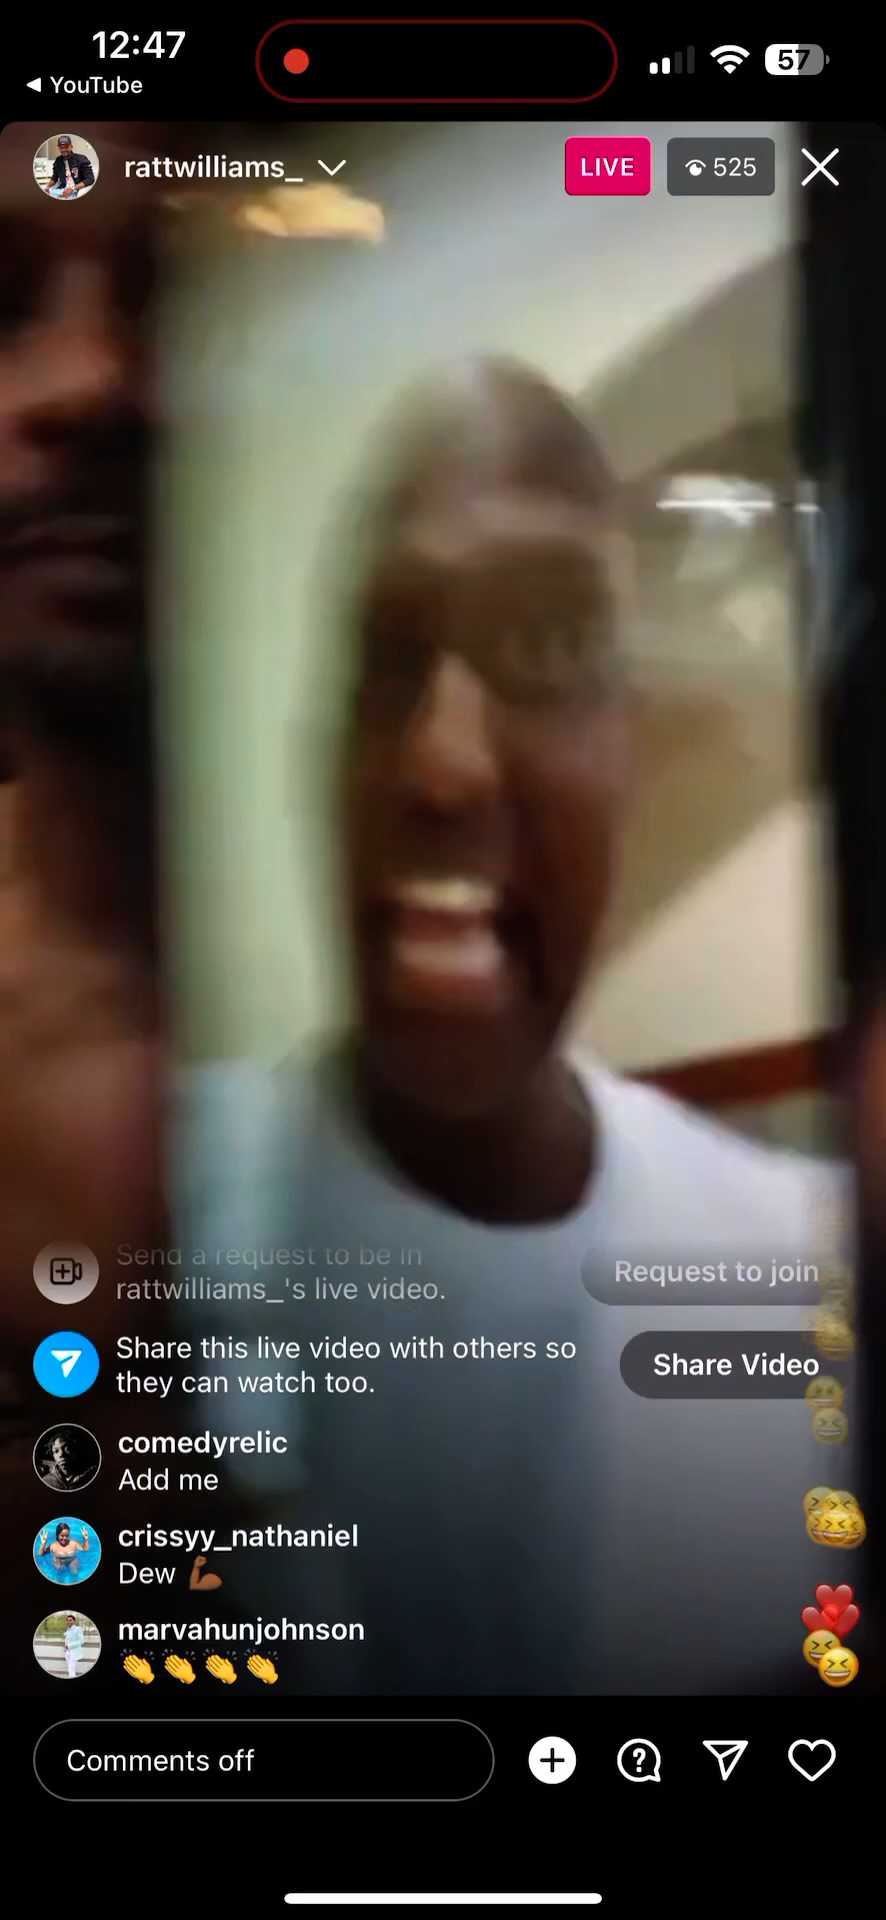 12:47
57
◀ YouTube
rattwilliams_
LIVE
525
Send a request to be in
rattwilliams_'s live video.
Request to join
Share this live video with others so
they can watch too.
Share Video
comedyrelic
Add me
crissyy_nathaniel
Dew 💪🏾
marvahunjohnson
👏👏👏👏
Comments off